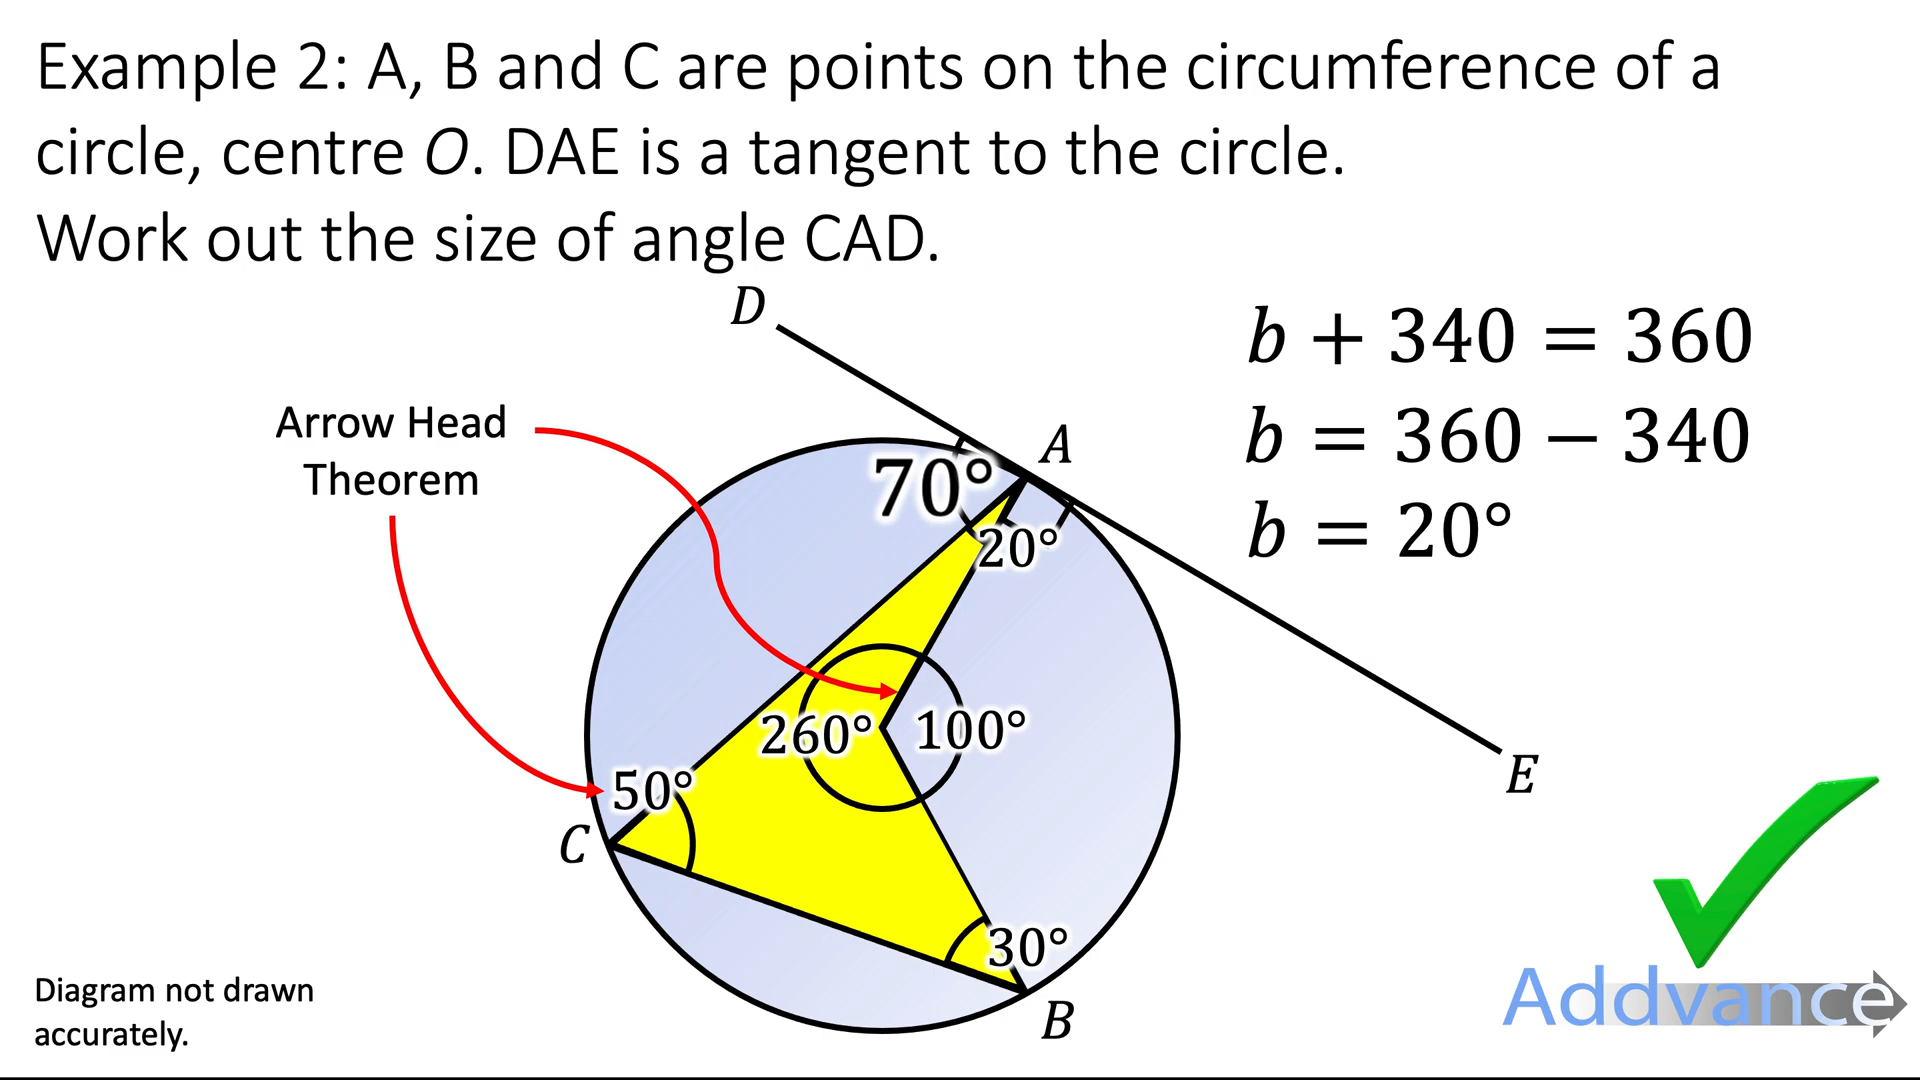 Example 2: A, B and C are points on the circumference of a
circle, centre O. DAE is a tangent to the circle.
Work out the size of angle CAD.
D
b + 340 = 360
Arrow Head
Theorem
A
b = 360 − 340
70°
20°
b = 20°
260°
100°
50°
E
C
30°
B
Diagram not drawn
accurately.
Addvance